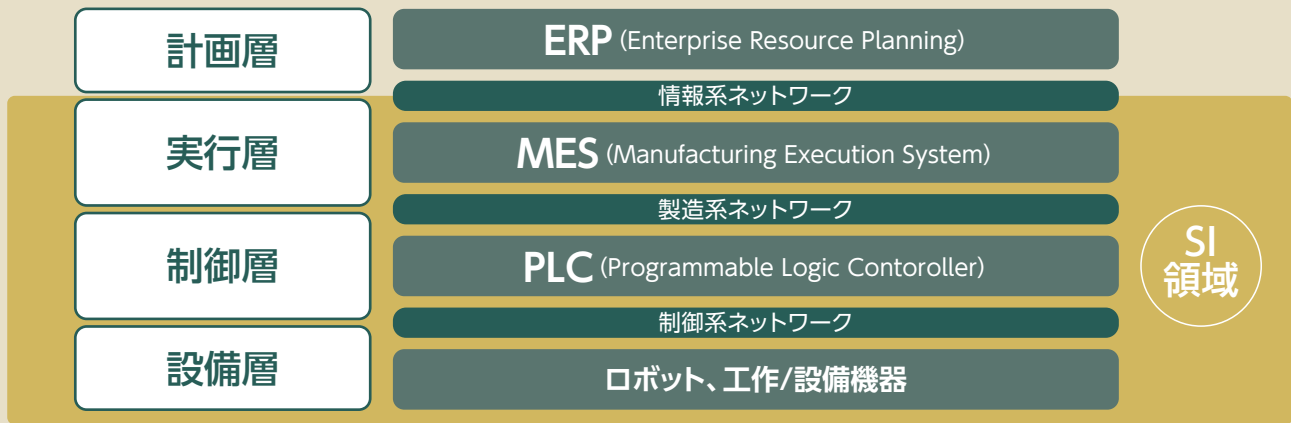 計画層
ERP (Enterprise Resource Planning)
情報系ネットワーク
実行層
MES (Manufacturing Execution System)
製造系ネットワーク
制御層
PLC (Programmable Logic Contoroller)
制御系ネットワーク
設備層
ロボット、工作/設備機器
SI
領域